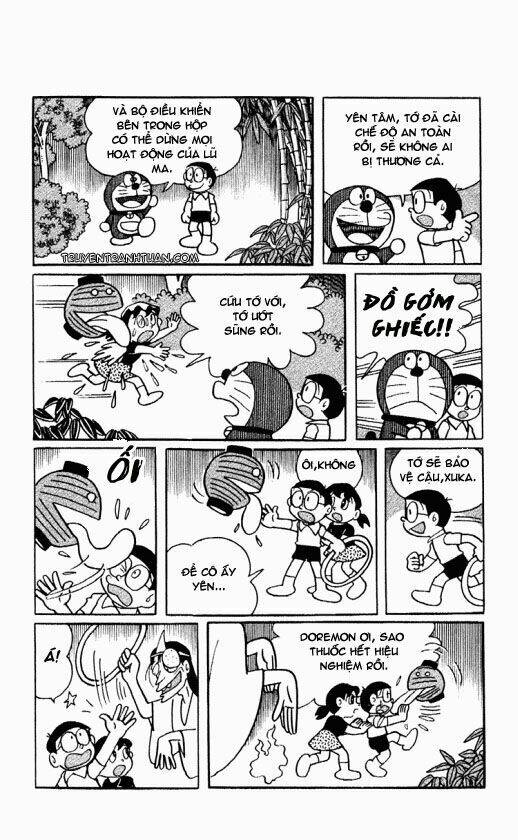 VÀ BỘ ĐIỀU KHIỂN
BÊN TRONG HỘP
CÓ THỂ DỪNG MỌI
HOẠT ĐỘNG CỦA LŨ
MA.
TRUYENTRANHTUAN.COM
YÊN TÂM, TỚ ĐÃ CÀI
CHẾ ĐỘ AN TOÀN
RỒI, SẼ KHÔNG AI
BỊ THƯƠNG CẢ.
CỨU TỚ VỚI,
TỚ ƯỚT
SŨNG RỒI.
ĐỒ GỚM
GHIẾC!!
ỐI
ÔI,KHÔNG
ĐỂ CÔ ẤY
YÊN...
TỚ SẼ BẢO
VỆ CẬU,XUKA.
Á!
DOREMON ƠI, SAO
THUỐC HẾT HIỆU
NGHIỆM RỒI.